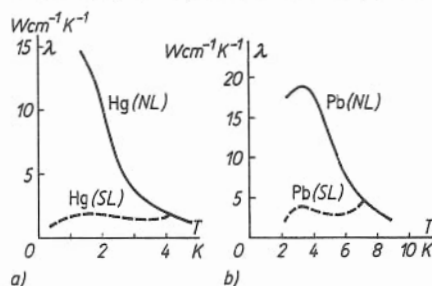 Wcm⁻¹K⁻¹
15 λ
10
5
0 2 4 T
K
Hg (NL)
Hg (SL)
a)
Wcm⁻¹K⁻¹ λ
20
15
10
5
0 2 4 6 8 10 T
K
Pb (NL)
Pb (SL)
b)